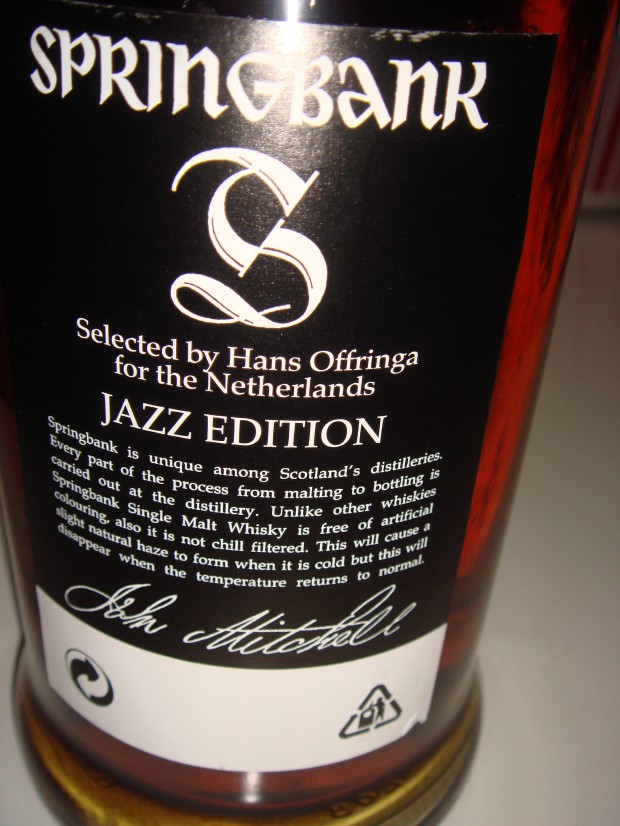 SPRINGBANK
S
Selected by Hans Offringa
for the Netherlands
JAZZ EDITION
Springbank is unique among Scotland's distilleries.
Every part of the process from malting to bottling is
carried out at the distillery. Unlike other whiskies
Springbank Single Malt Whisky is free of artificial
colouring, also it is not chill filtered. This will cause a
slight natural haze to form when it is cold but this will
disappear when the temperature returns to normal.
John Mitchell